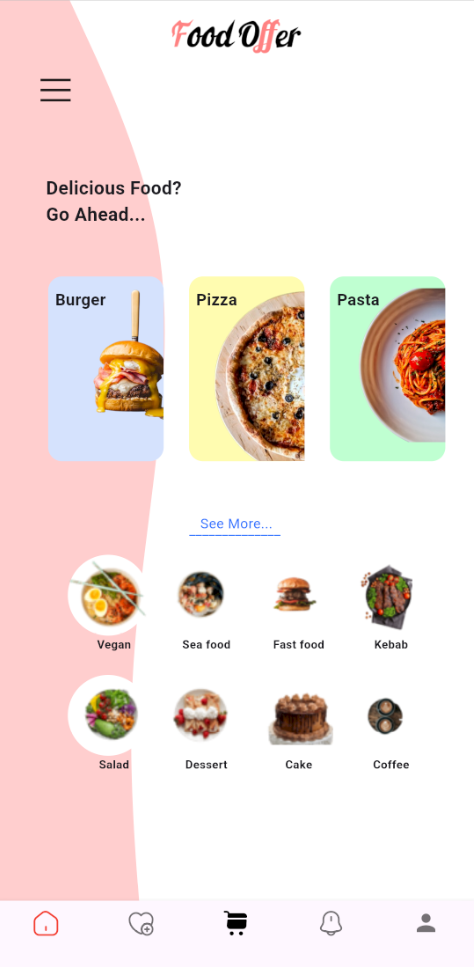 Food Offer
Delicious Food?
Go Ahead...
Burger
Pizza
Pasta
See More...
Vegan
Sea food
Fast food
Kebab
Salad
Dessert
Cake
Coffee